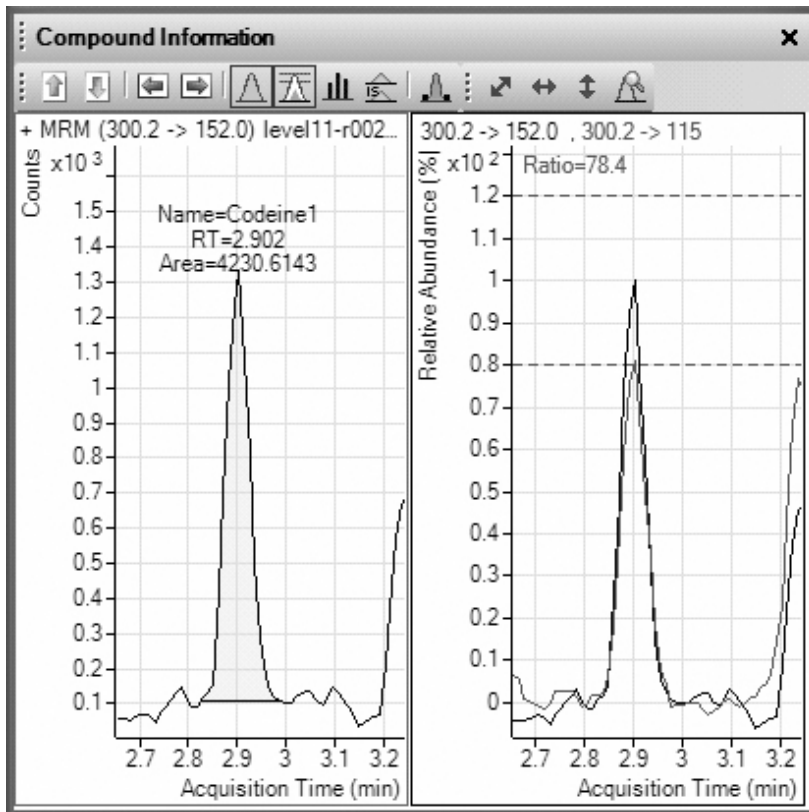 Compound Information
IS
+ MRM (300.2 -> 152.0) level11-r002...
Counts
x10 3
1.5
1.4
1.3
1.2
1.1
1
0.9
0.8
0.7
0.6
0.5
0.4
0.3
0.2
0.1
Name=Codeine1
RT=2.902
Area=4230.6143
2.7 2.8 2.9 3 3.1 3.2
Acquisition Time (min)
300.2 -> 152.0 , 300.2 -> 115
Relative Abundance (%)
x10 2
Ratio=78.4
1.2
1.1
1
0.9
0.8
0.7
0.6
0.5
0.4
0.3
0.2
0.1
0
2.7 2.8 2.9 3 3.1 3.2
Acquisition Time (min)